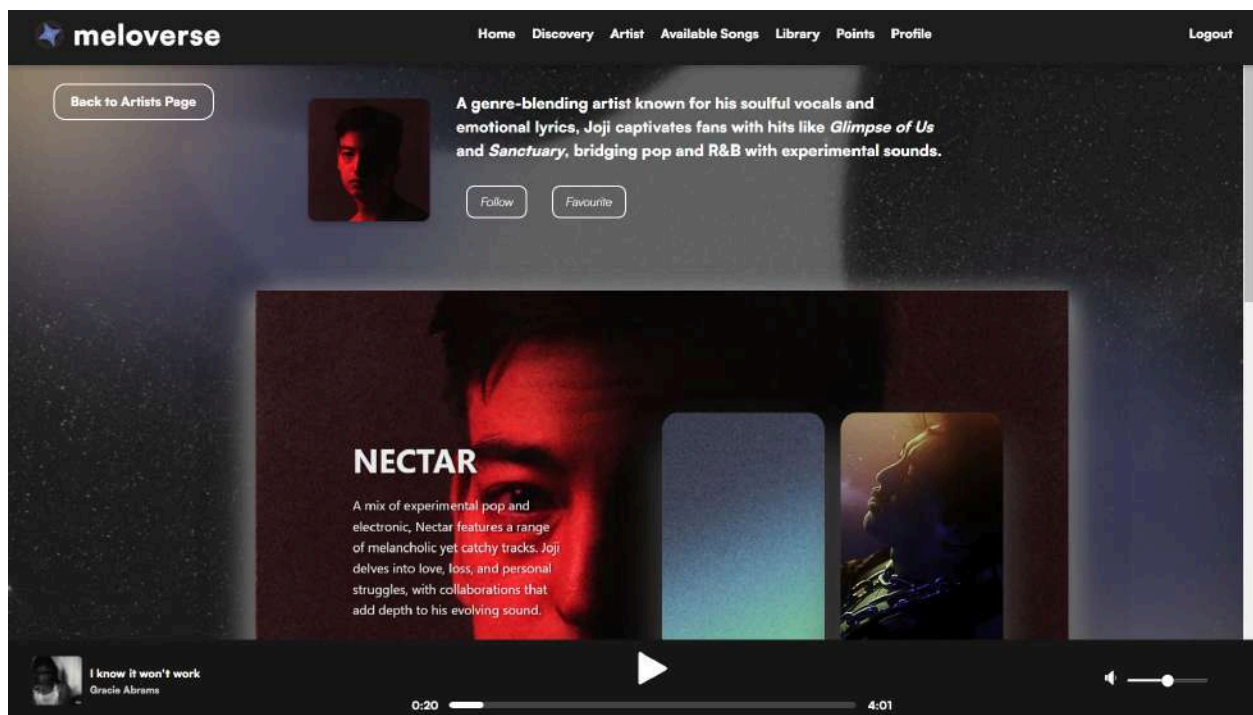 meloverse
Home Discovery Artist Available Songs Library Points Profile
Logout
Back to Artists Page
A genre-blending artist known for his soulful vocals and
emotional lyrics, Joji captivates fans with hits like Glimpse of Us
and Sanctuary, bridging pop and R&B with experimental sounds.
Follow Favourite
NECTAR
A mix of experimental pop and
electronic, Nectar features a range
of melancholic yet catchy tracks. Joji
delves into love, loss, and personal
struggles, with collaborations that
add depth to his evolving sound.
I know it won't work
Gracie Abrams
0:20 4:01